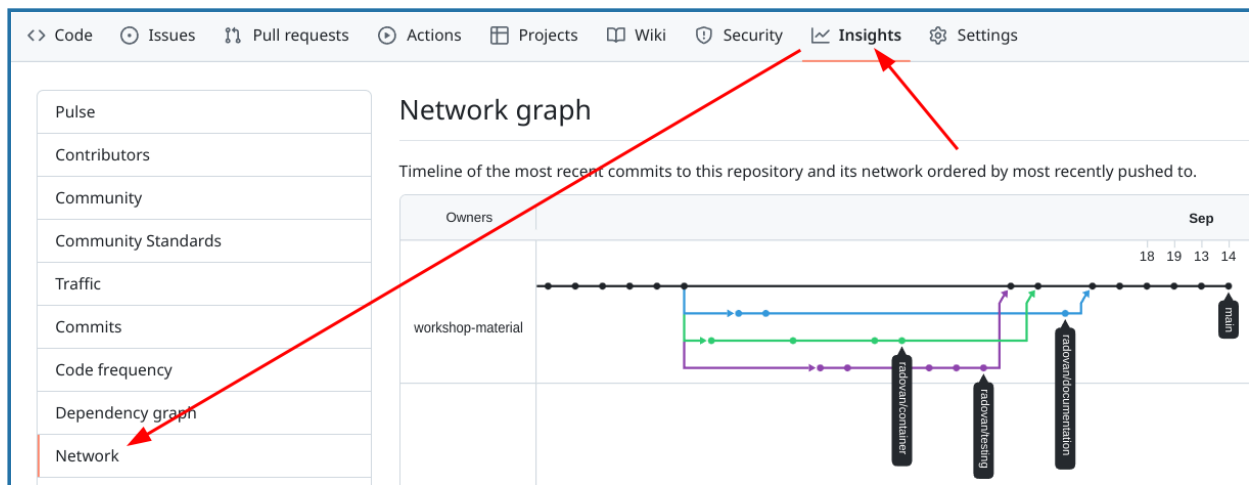 Code Issues Pull requests Actions Projects Wiki Security Insights Settings
Pulse
Contributors
Community
Community Standards
Traffic
Commits
Code frequency
Dependency graph
Network
Network graph
Timeline of the most recent commits to this repository and its network ordered by most recently pushed to.
Owners
Sep
18 19 13 14
workshop-material
main
radovan/documentation
radovan/container
radovan/testing